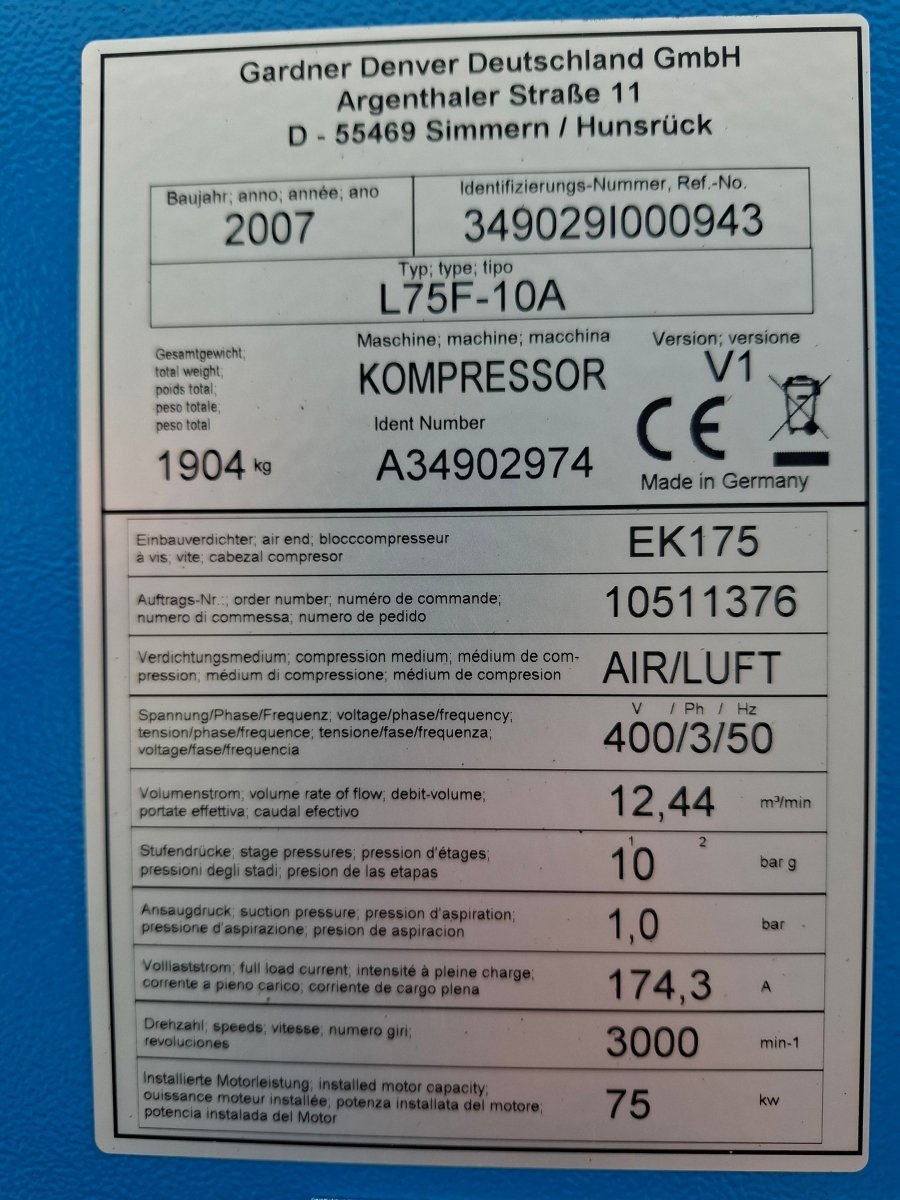 Gardner Denver Deutschland GmbH
Argenthaler Straße 11
D - 55469 Simmern / Hunsrück
Baujahr; anno; année; ano
2007
Identifizierungs-Nummer, Ref.-No.
349029I000943
Typ; type; tipo
L75F-10A
Gesamtgewicht;
total weight;
poids total;
peso totale;
peso total
1904 kg
Maschine; machine; macchina
KOMPRESSOR
Ident Number
A34902974
Version; versione
V1
CE
Made in Germany
Einbauverdichter; air end; blocccompresseur
à vis; vite; cabezal compresor
EK175
Auftrags-Nr.:; order number; numéro de commande;
numero di commessa; numero de pedido
10511376
Verdichtungsmedium; compression medium; médium de com-
pression; médium di compressione; médium de compresion
AIR/LUFT
Spannung/Phase/Frequenz; voltage/phase/frequency;
tension/phase/frequence; tensione/fase/frequenza;
voltage/fase/frequencia
V / Ph / Hz
400/3/50
Volumenstrom; volume rate of flow; debit-volume;
portate effettiva; caudal efectivo
12,44 m³/min
Stufendrücke; stage pressures; pression d'étages;
pressioni degli stadi; presion de las etapas
1 2
10 bar g
Ansaugdruck; suction pressure; pression d'aspiration;
pressione d'aspirazione; presion de aspiracion
1,0 bar
Volllaststrom; full load current; intensité à pleine charge;
corrente a pieno carico; corriente de cargo plena
174,3 A
Drehzahl; speeds; vitesse; numero giri;
revoluciones
3000 min-1
Installierte Motorleistung; installed motor capacity;
ouissance moteur installée; potenza installata del motore;
potencia instalada del Motor
75 kw